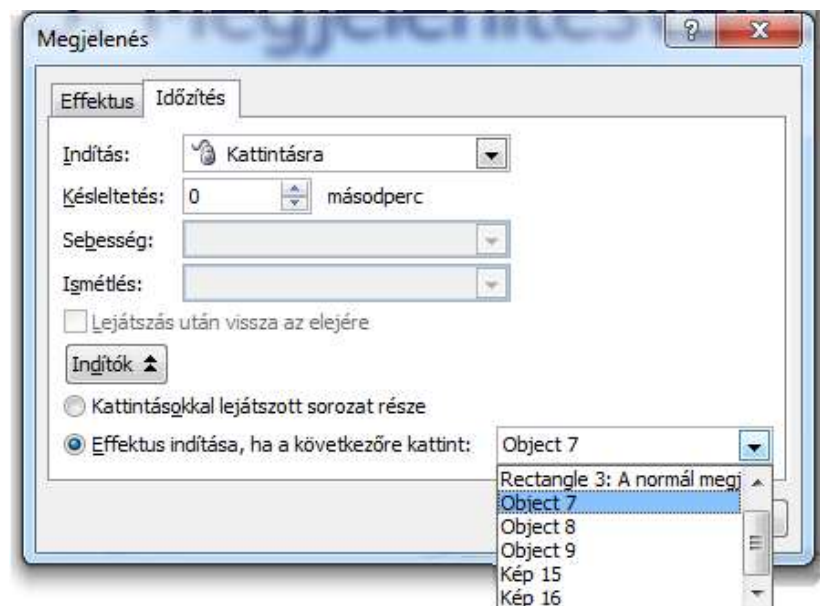 Megjelenítés
Megjelenés
Effektus Időzítés
Indítás: Kattintásra
Késleltetés: 0 másodperc
Sebesség:
Ismétlés:
Lejátszás után vissza az elejére
Indítók
Kattintásokkal lejátszott sorozat része
Effektus indítása, ha a következőre kattint: Object 7
Rectangle 3: A normál megj
Object 7
Object 8
Object 9
Kép 15
Kép 16